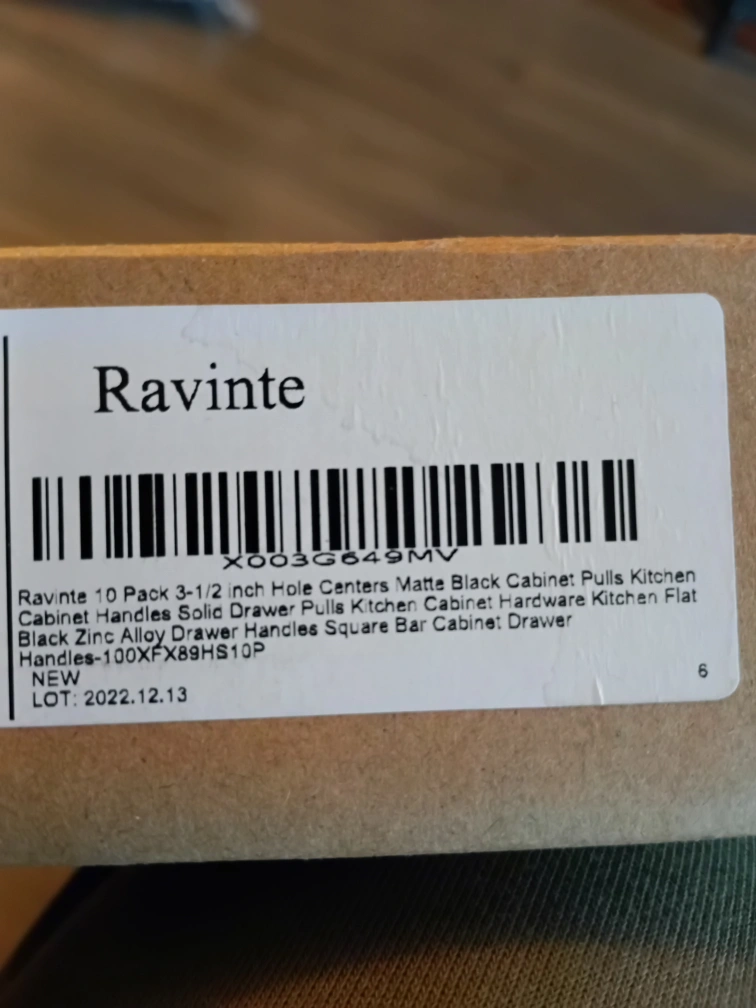 Ravinte
X003G649MV
Ravinte 10 Pack 3-1/2 inch Hole Centers Matte Black Cabinet Pulls Kitchen
Cabinet Handles Solid Drawer Pulls Kitchen Cabinet Hardware Kitchen Flat
Black Zinc Alloy Drawer Handles Square Bar Cabinet Drawer
Handles-100XFX89HS10P
NEW
LOT: 2022.12.13
6